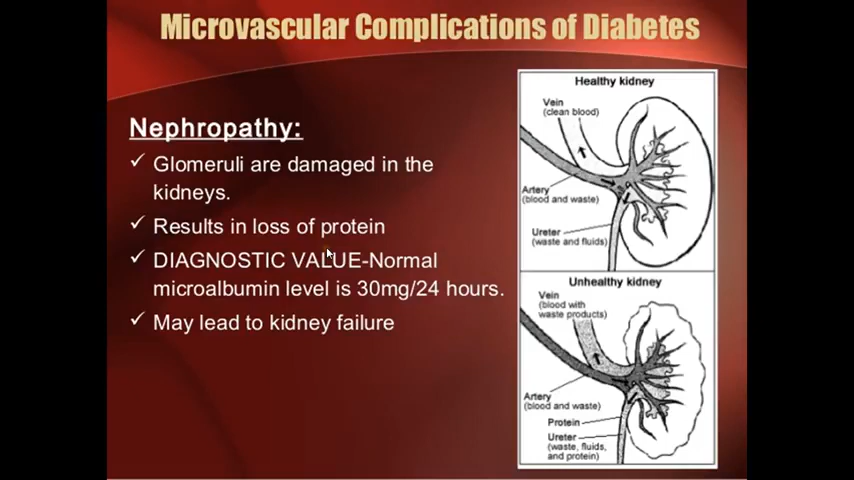 Microvascular Complications of Diabetes
Nephropathy:
✓ Glomeruli are damaged in the
kidneys.
✓ Results in loss of protein
✓ DIAGNOSTIC VALUE-Normal
microalbumin level is 30mg/24 hours.
✓ May lead to kidney failure
Healthy kidney
Vein
(clean blood)
Artery
(blood and waste)
Ureter
(waste and fluids)
Unhealthy kidney
Vein
(blood with
waste products)
Artery
(blood and waste)
Protein
Ureter
(waste, fluids,
and protein)